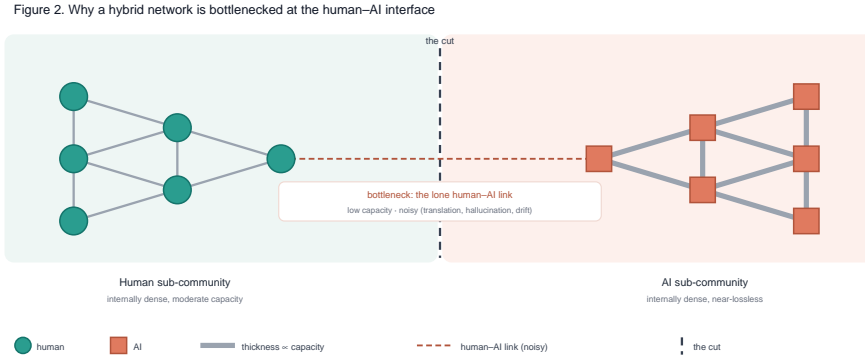 Figure 2. Why a hybrid network is bottlenecked at the human–AI interface
the cut
bottleneck: the lone human–AI link
low capacity · noisy (translation, hallucination, drift)
Human sub-community
internally dense, moderate capacity
AI sub-community
internally dense, near-lossless
human
AI
thickness ∝ capacity
human–AI link (noisy)
the cut